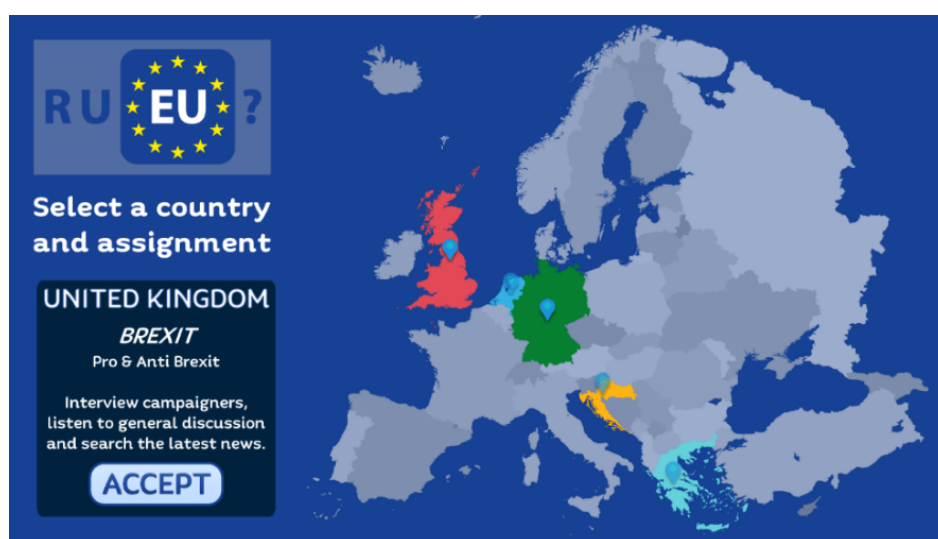 RU EU ?
Select a country
and assignment
UNITED KINGDOM
BREXIT
Pro & Anti Brexit
Interview campaigners,
listen to general discussion
and search the latest news.
ACCEPT